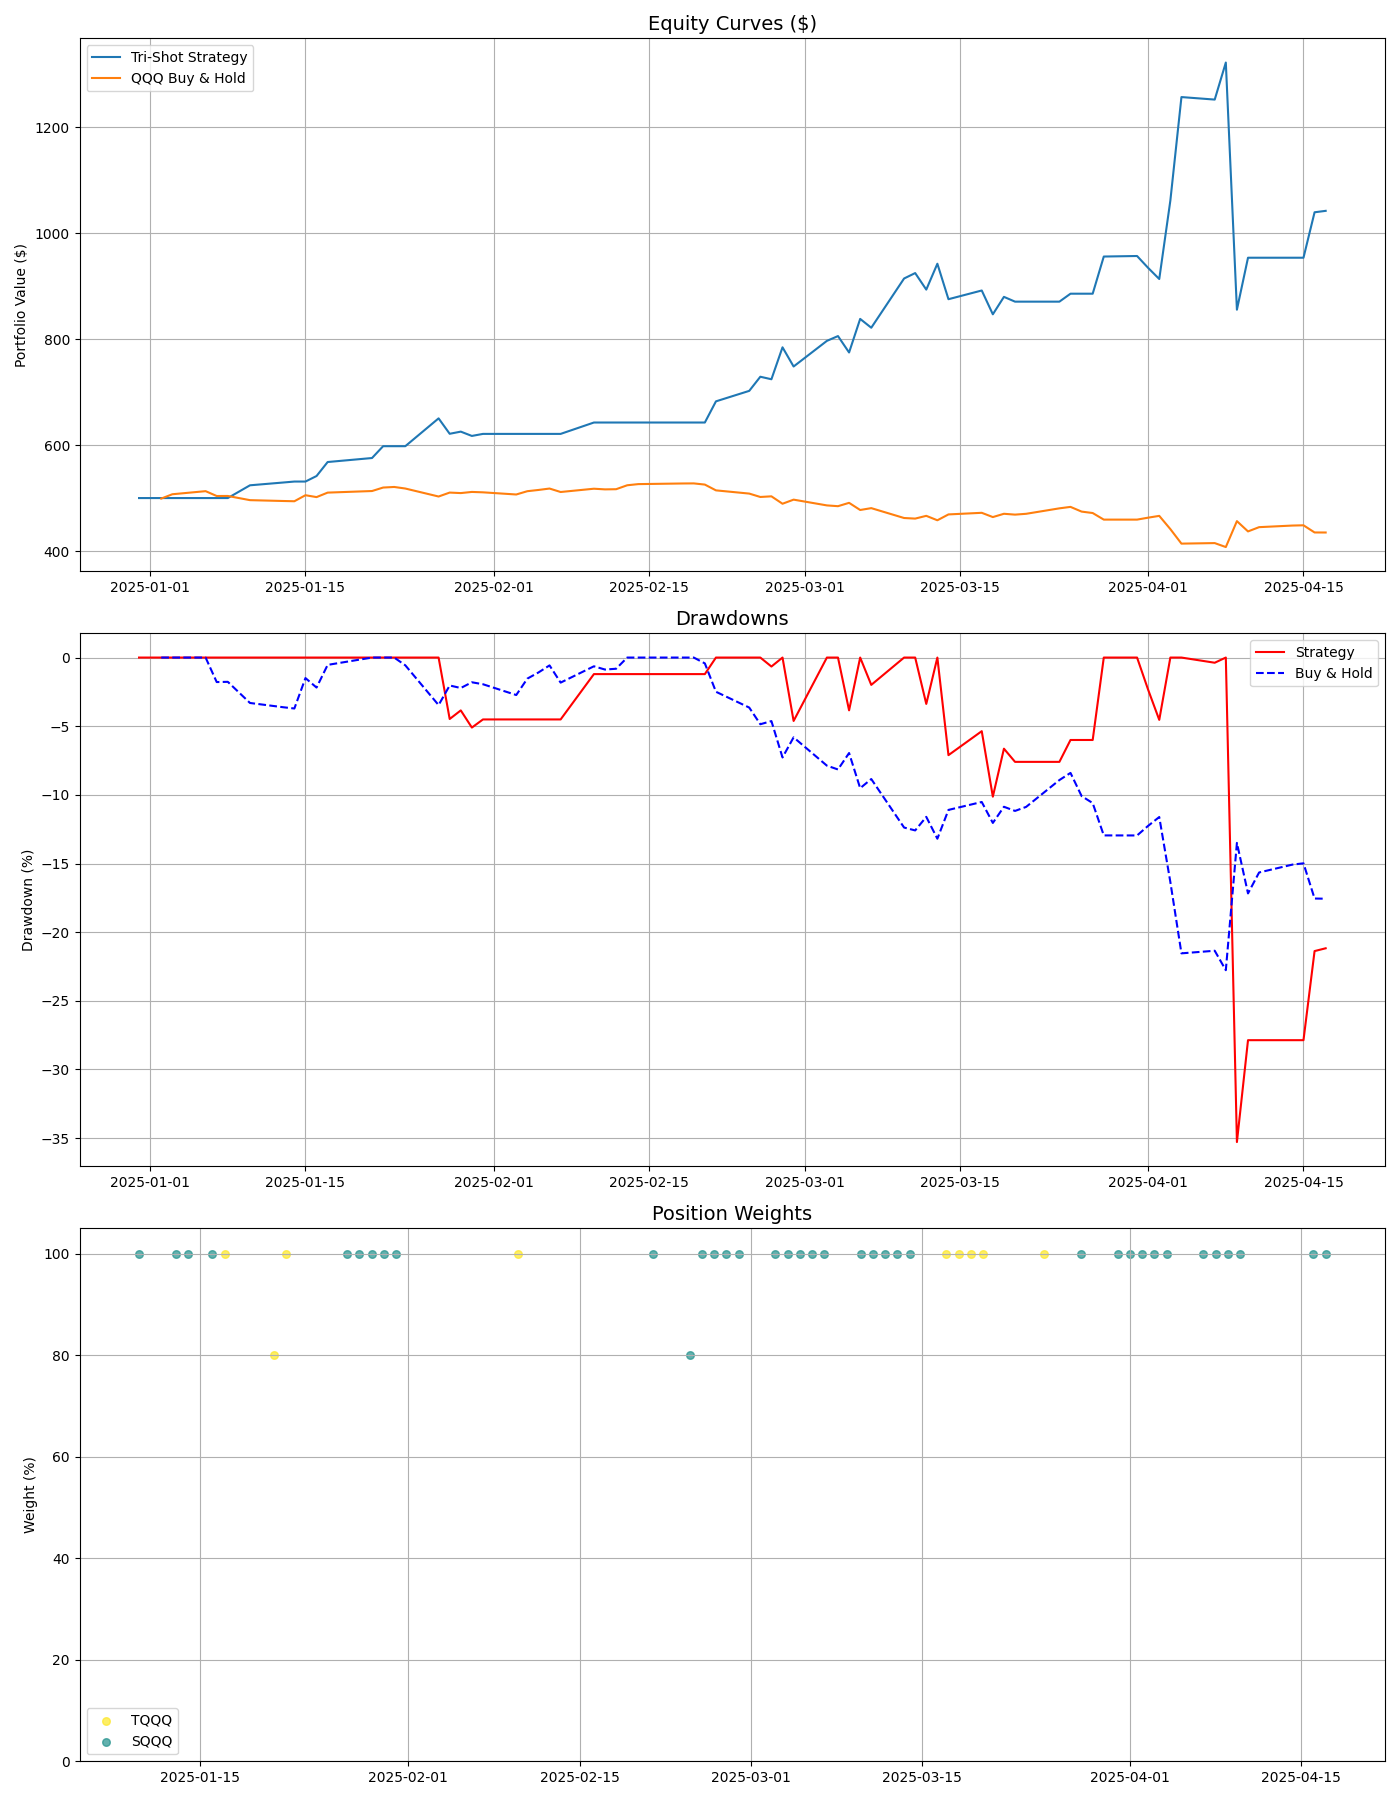 Equity Curves ($)
Tri-Shot Strategy
QQQ Buy & Hold
Portfolio Value ($)
1200
1000
800
600
400
2025-01-01 2025-01-15 2025-02-01 2025-02-15 2025-03-01 2025-03-15 2025-04-01 2025-04-15
Drawdowns
Strategy
Buy & Hold
Drawdown (%)
0
−5
−10
−15
−20
−25
−30
−35
2025-01-01 2025-01-15 2025-02-01 2025-02-15 2025-03-01 2025-03-15 2025-04-01 2025-04-15
Position Weights
Weight (%)
100
80
60
40
20
0
TQQQ
SQQQ
2025-01-15 2025-02-01 2025-02-15 2025-03-01 2025-03-15 2025-04-01 2025-04-15